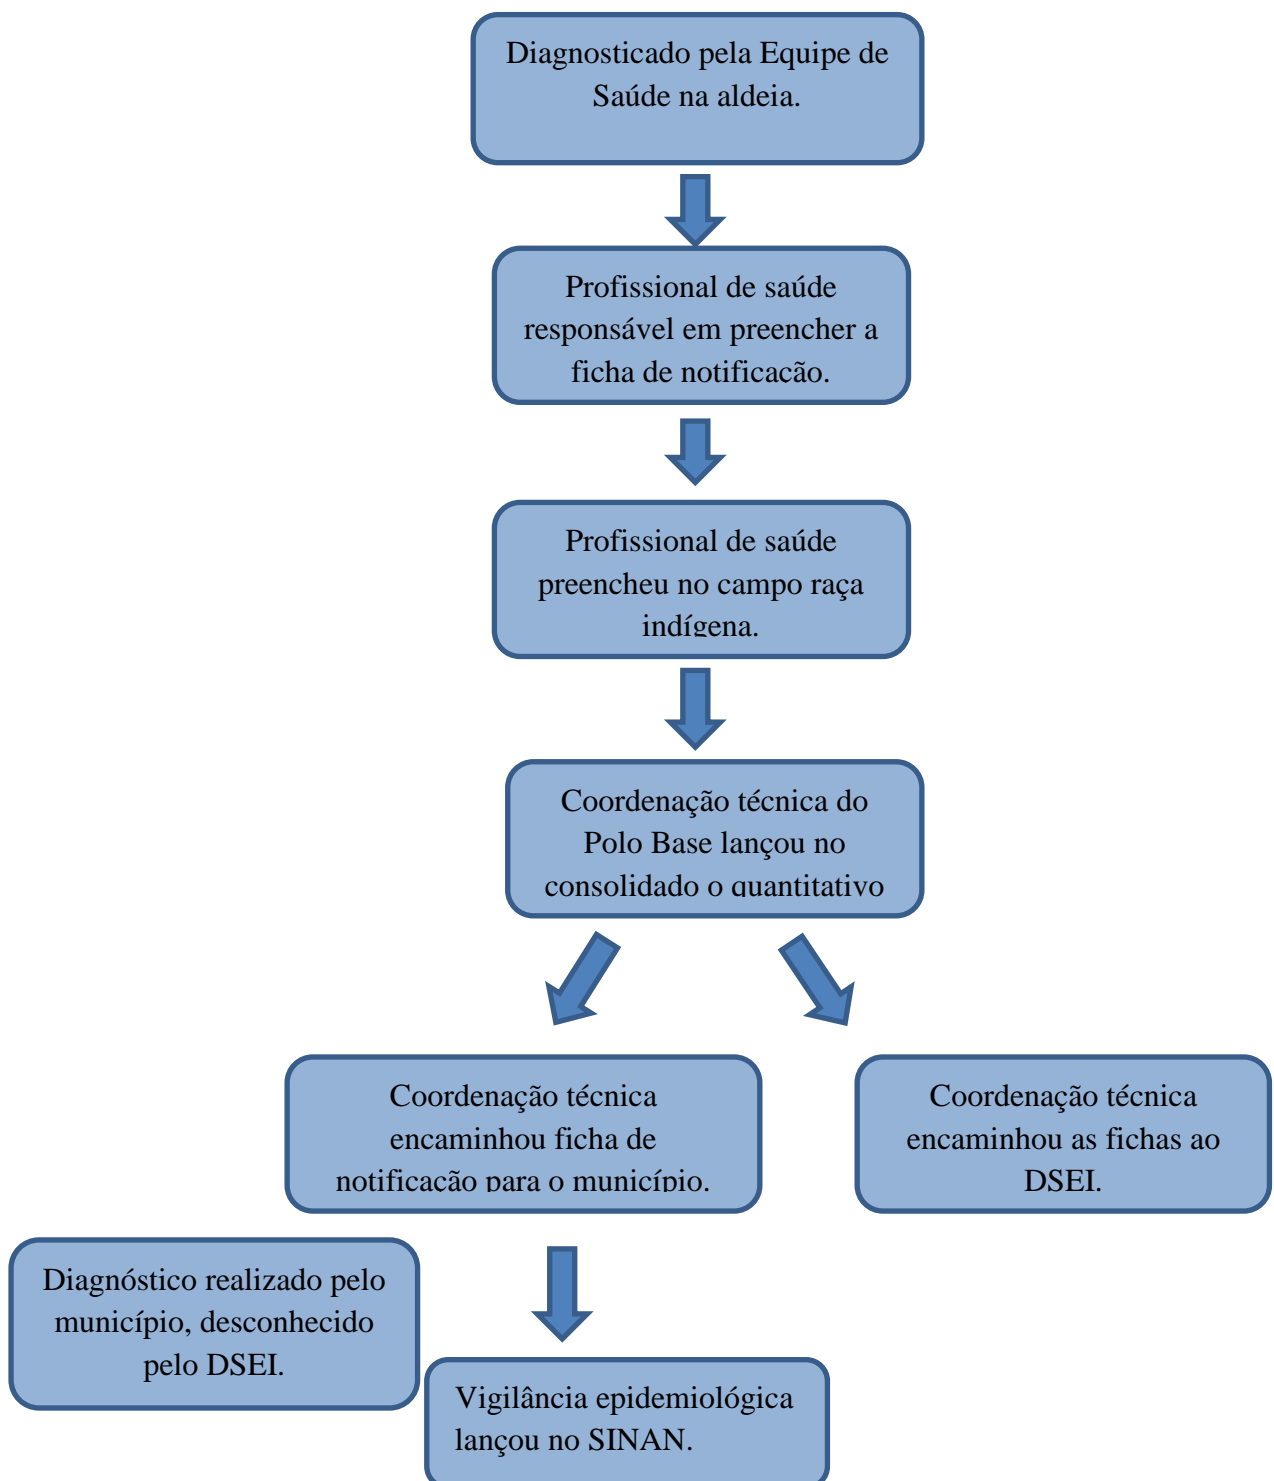 Diagnosticado pela Equipe de
Saúde na aldeia.
Profissional de saúde
responsável em preencher a
ficha de notificação.
Profissional de saúde
preencheu no campo raça
indígena.
Coordenação técnica do
Polo Base lançou no
consolidado o quantitativo
Coordenação técnica
encaminhou ficha de
notificação para o município.
Coordenação técnica
encaminhou as fichas ao
DSEI.
Diagnóstico realizado pelo
município, desconhecido
pelo DSEI.
Vigilância epidemiológica
lançou no SINAN.